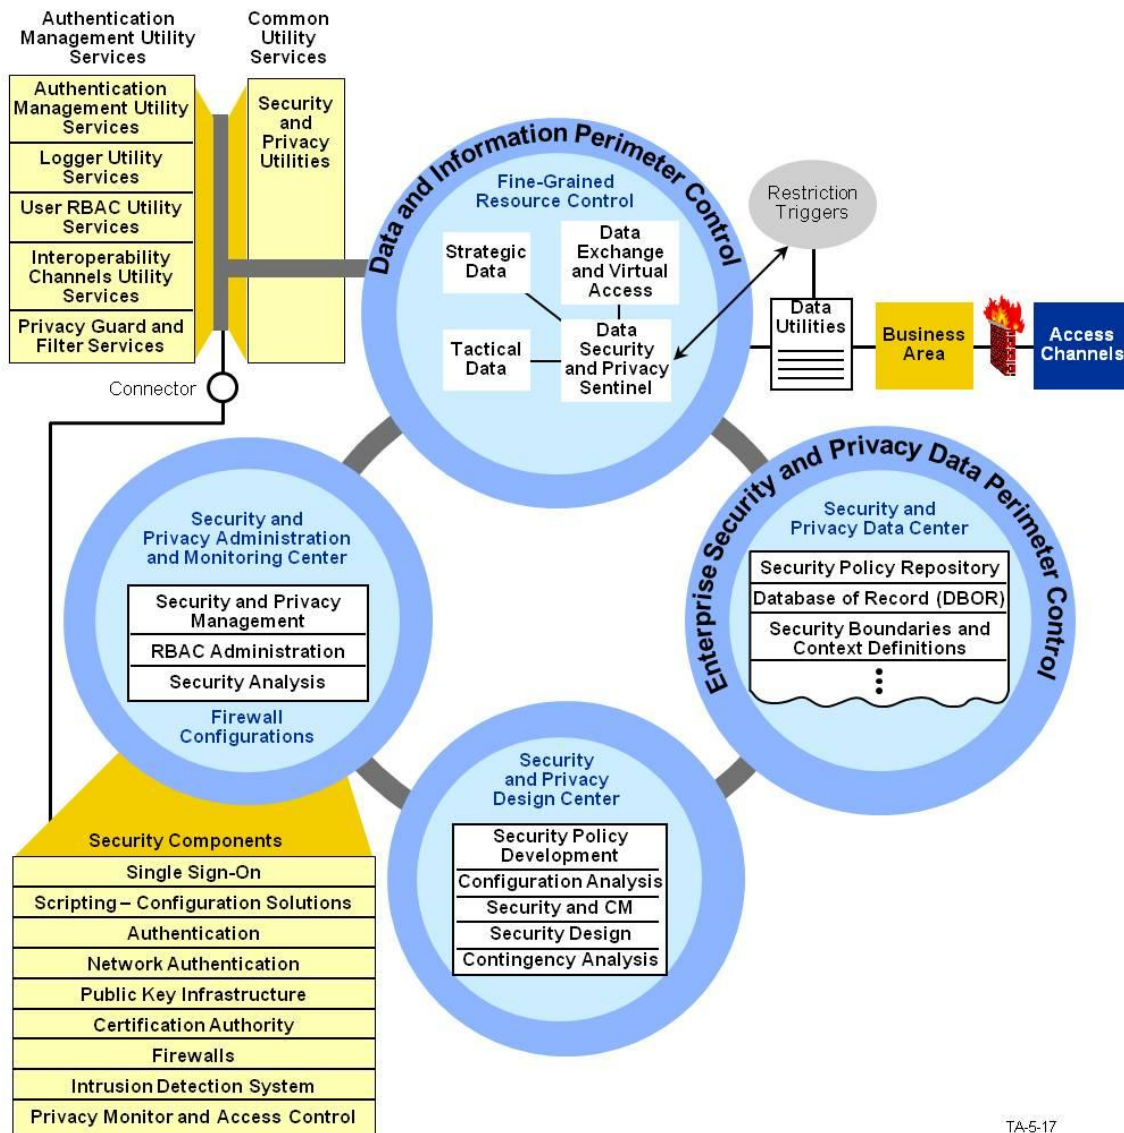 Authentication
Management Utility
Services
Common
Utility
Services
Authentication
Management Utility
Services
Logger Utility
Services
User RBAC Utility
Services
Interoperability
Channels Utility
Services
Privacy Guard and
Filter Services
Security
and
Privacy
Utilities
Connector
Data and Information Perimeter Control
Fine-Grained
Resource Control
Strategic
Data
Data
Exchange
and Virtual
Access
Tactical
Data
Data
Security
and Privacy
Sentinel
Restriction
Triggers
Data
Utilities
Business
Area
Access
Channels
Security and
Privacy Administration
and Monitoring Center
Security and Privacy
Management
RBAC Administration
Security Analysis
Firewall
Configurations
Enterprise Security and Privacy Data Perimeter Control
Security and
Privacy Data Center
Security Policy Repository
Database of Record (DBOR)
Security Boundaries and
Context Definitions
Security
and Privacy
Design Center
Security Policy
Development
Configuration Analysis
Security and CM
Security Design
Contingency Analysis
Security Components
Single Sign-On
Scripting – Configuration Solutions
Authentication
Network Authentication
Public Key Infrastructure
Certification Authority
Firewalls
Intrusion Detection System
Privacy Monitor and Access Control
TA-5-17